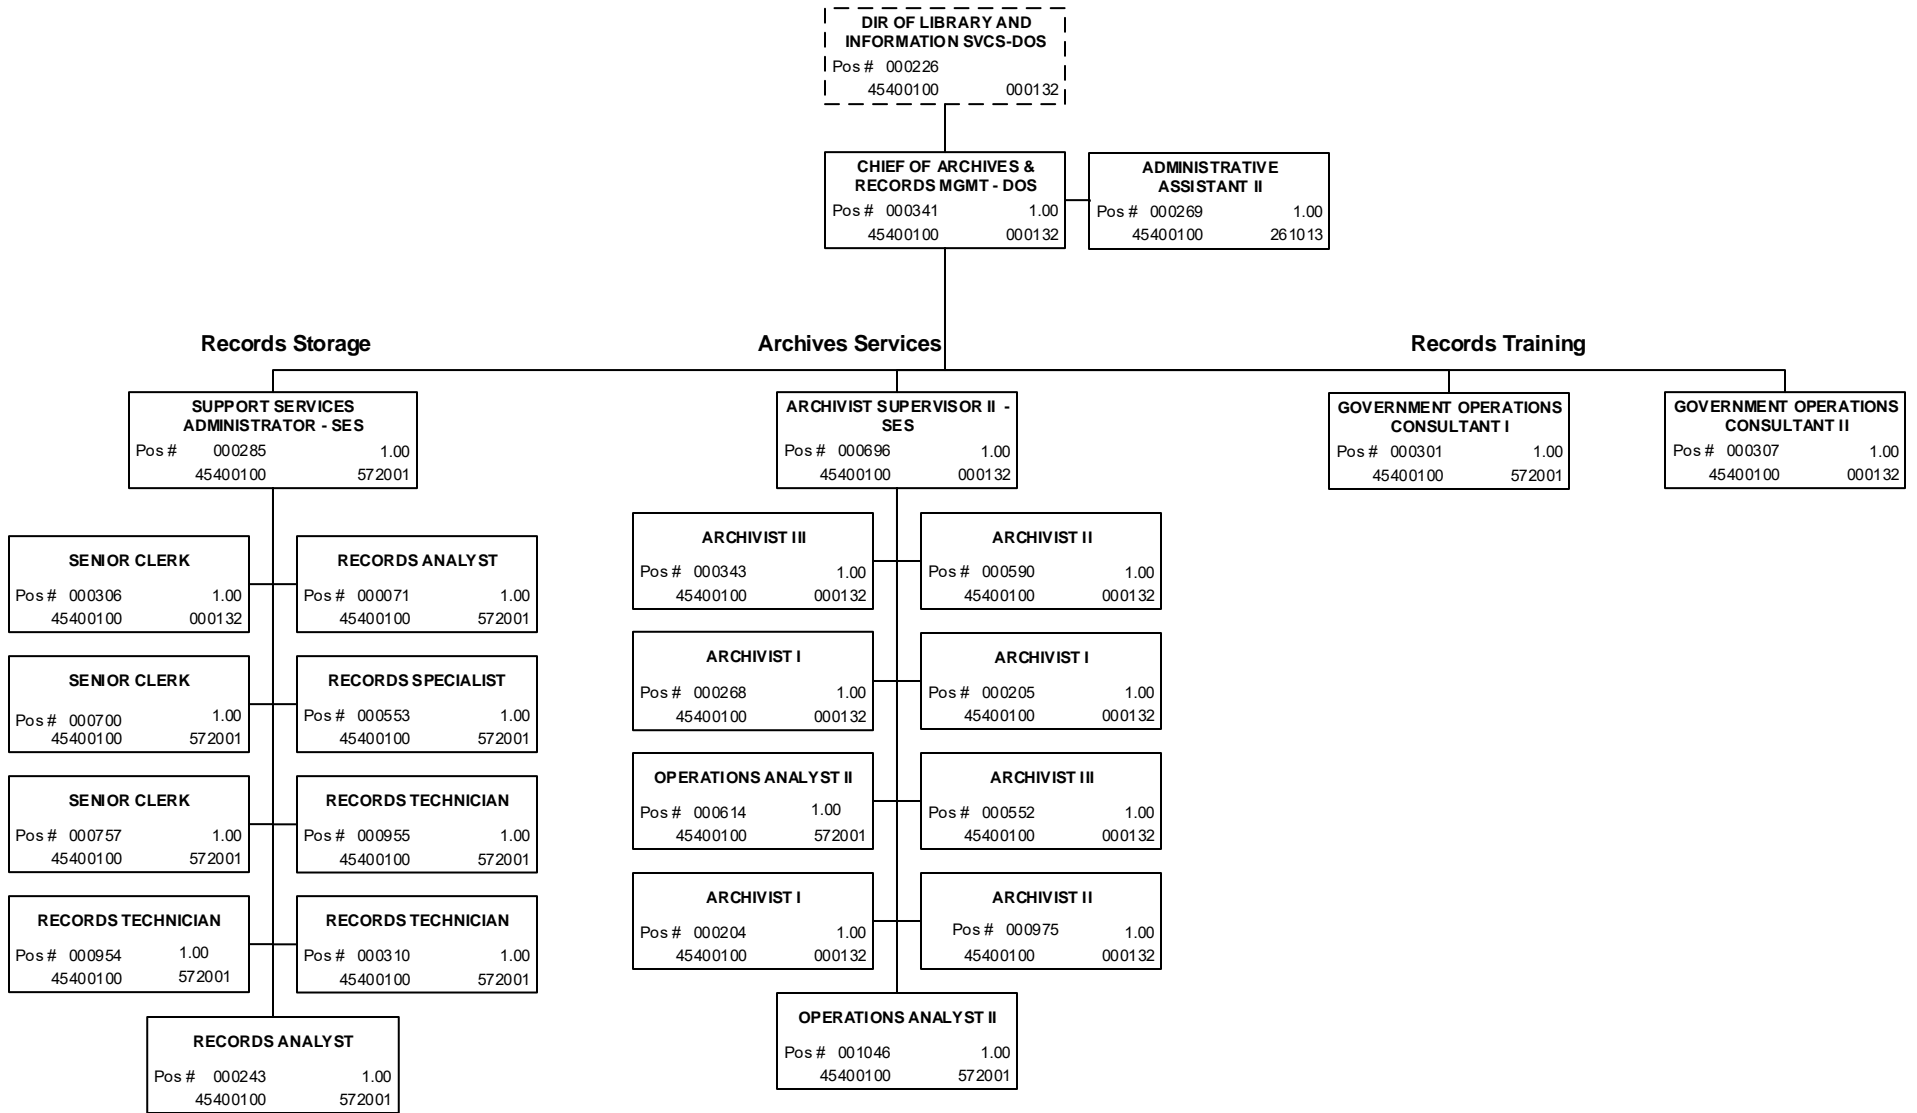 DIR OF LIBRARY AND
INFORMATION SVCS-DOS
Pos # 000226
45400100 000132
CHIEF OF ARCHIVES &
RECORDS MGMT - DOS
Pos # 000341 1.00
45400100 000132
ADMINISTRATIVE
ASSISTANT II
Pos # 000269 1.00
45400100 261013
Records Storage
Archives Services
Records Training
SUPPORT SERVICES
ADMINISTRATOR - SES
Pos # 000285 1.00
45400100 572001
ARCHIVIST SUPERVISOR II -
SES
Pos # 000696 1.00
45400100 000132
GOVERNMENT OPERATIONS
CONSULTANT I
Pos # 000301 1.00
45400100 572001
GOVERNMENT OPERATIONS
CONSULTANT II
Pos # 000307 1.00
45400100 000132
SENIOR CLERK
Pos # 000306 1.00
45400100 000132
RECORDS ANALYST
Pos # 000071 1.00
45400100 572001
SENIOR CLERK
Pos # 000700 1.00
45400100 572001
RECORDS SPECIALIST
Pos # 000553 1.00
45400100 572001
SENIOR CLERK
Pos # 000757 1.00
45400100 572001
RECORDS TECHNICIAN
Pos # 000955 1.00
45400100 572001
RECORDS TECHNICIAN
Pos # 000954 1.00
45400100 572001
RECORDS TECHNICIAN
Pos # 000310 1.00
45400100 572001
RECORDS ANALYST
Pos # 000243 1.00
45400100 572001
ARCHIVIST III
Pos # 000343 1.00
45400100 000132
ARCHIVIST II
Pos # 000590 1.00
45400100 000132
ARCHIVIST I
Pos # 000268 1.00
45400100 000132
ARCHIVIST I
Pos # 000205 1.00
45400100 000132
OPERATIONS ANALYST II
Pos # 000614 1.00
45400100 572001
ARCHIVIST III
Pos # 000552 1.00
45400100 000132
ARCHIVIST I
Pos # 000204 1.00
45400100 000132
ARCHIVIST II
Pos # 000975 1.00
45400100 000132
OPERATIONS ANALYST II
Pos # 001046 1.00
45400100 572001